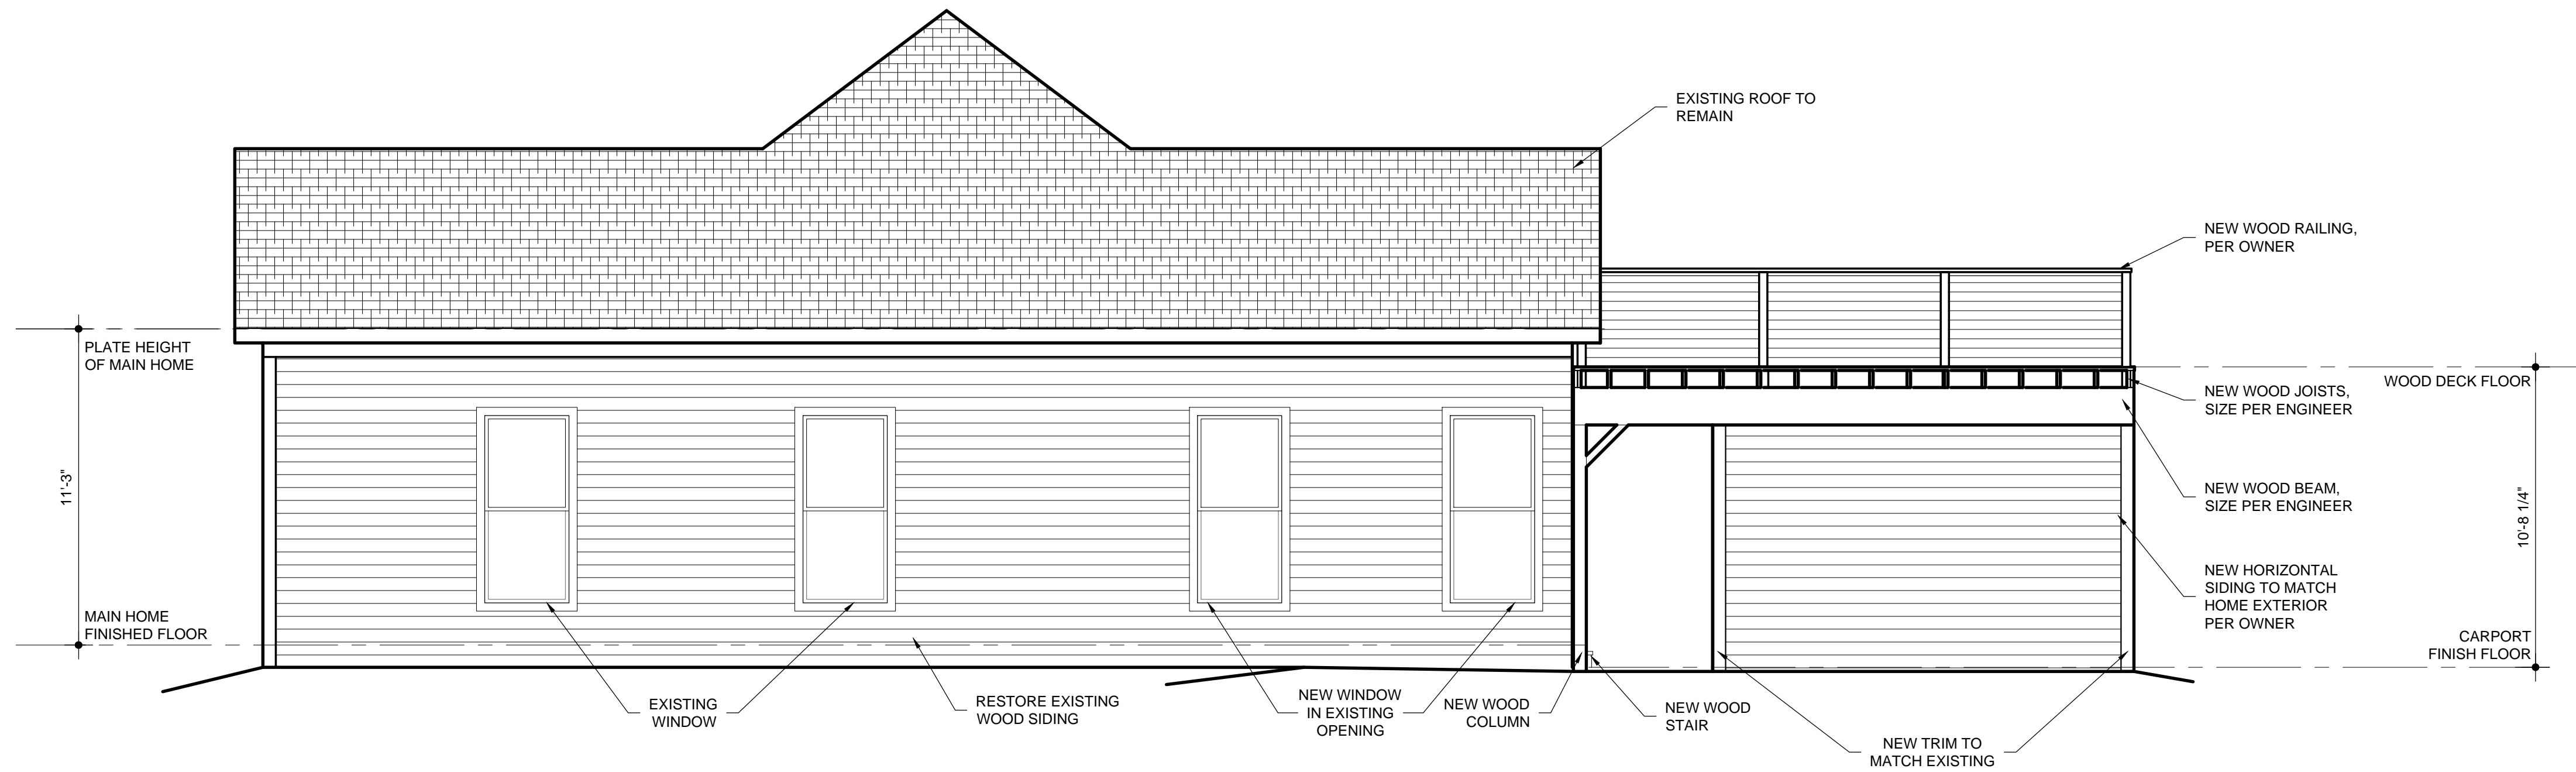 EXISTING ROOF TO
REMAIN
NEW WOOD RAILING,
PER OWNER
PLATE HEIGHT
OF MAIN HOME
WOOD DECK FLOOR
NEW WOOD JOISTS,
SIZE PER ENGINEER
11'-3"
NEW WOOD BEAM,
SIZE PER ENGINEER
10'-8 1/4"
NEW HORIZONTAL
SIDING TO MATCH
HOME EXTERIOR
PER OWNER
MAIN HOME
FINISHED FLOOR
CARPORT
FINISH FLOOR
EXISTING
WINDOW
RESTORE EXISTING
WOOD SIDING
NEW WINDOW
IN EXISTING
OPENING
NEW WOOD
COLUMN
NEW WOOD
STAIR
NEW TRIM TO
MATCH EXISTING